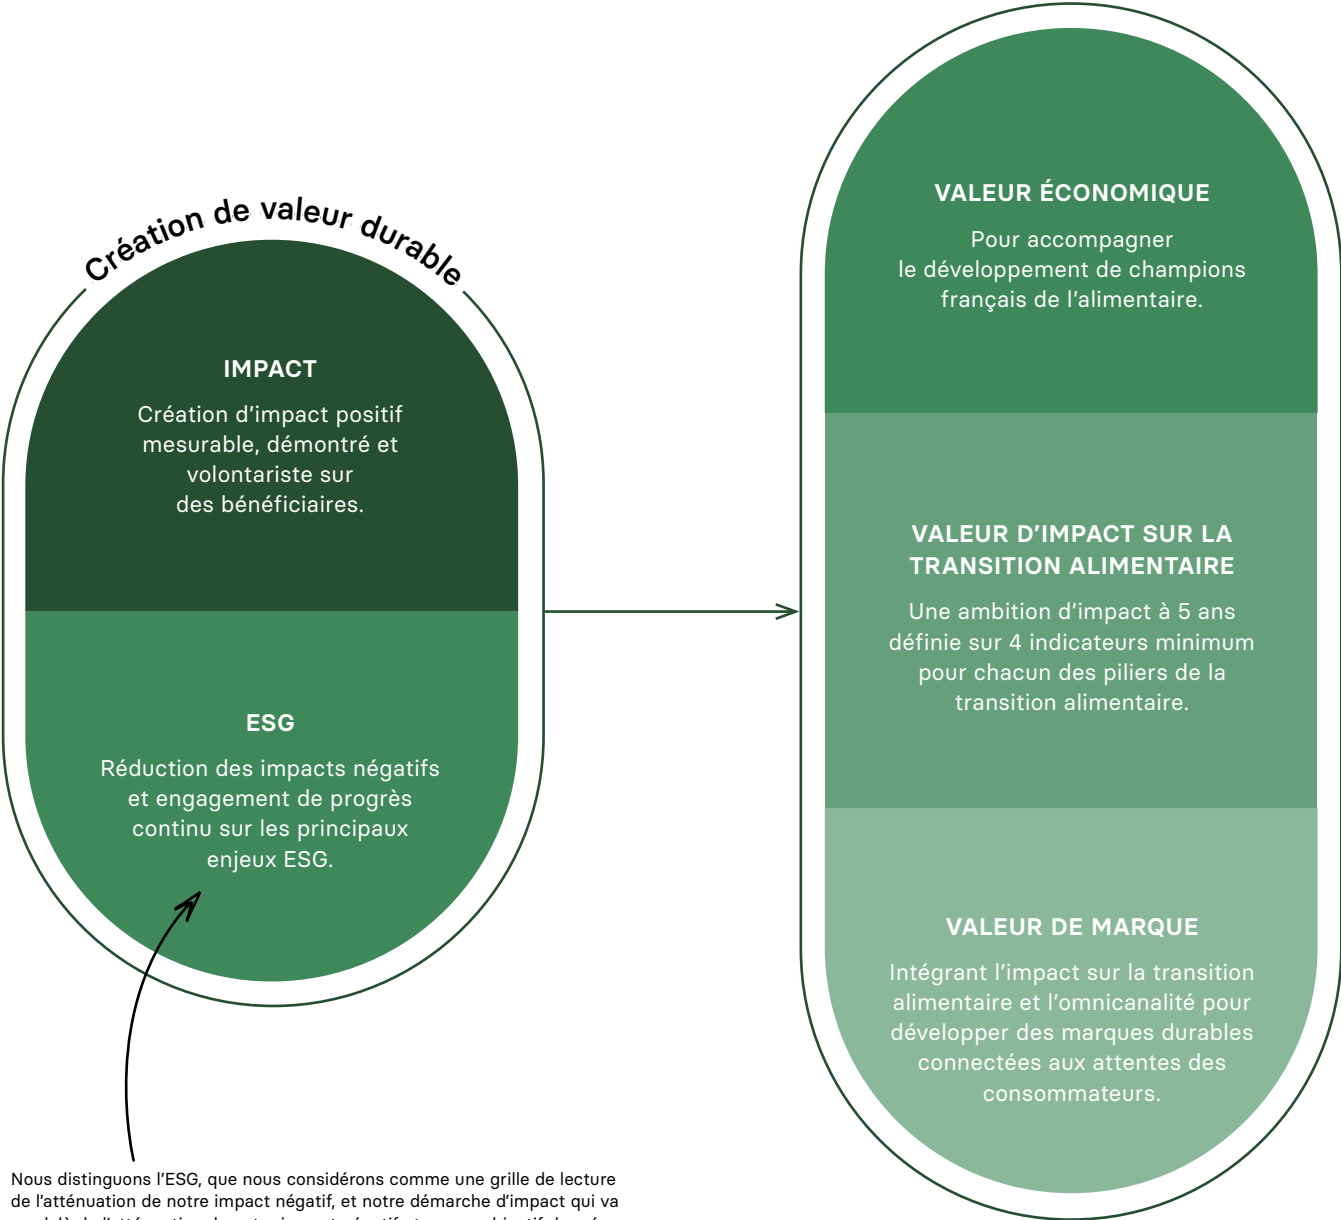 Création de valeur durable
IMPACT
Création d’impact positif
mesurable, démontré et
volontariste sur
des bénéficiaires.
ESG
Réduction des impacts négatifs
et engagement de progrès
continu sur les principaux
enjeux ESG.
Nous distinguons l’ESG, que nous considérons comme une grille de lecture
de l’atténuation de notre impact négatif, et notre démarche d’impact qui va
VALEUR ÉCONOMIQUE
Pour accompagner
le développement de champions
français de l’alimentaire.
VALEUR D’IMPACT SUR LA
TRANSITION ALIMENTAIRE
Une ambition d’impact à 5 ans
définie sur 4 indicateurs minimum
pour chacun des piliers de la
transition alimentaire.
VALEUR DE MARQUE
Intégrant l’impact sur la transition
alimentaire et l’omnicanalité pour
développer des marques durables
connectées aux attentes des
consommateurs.